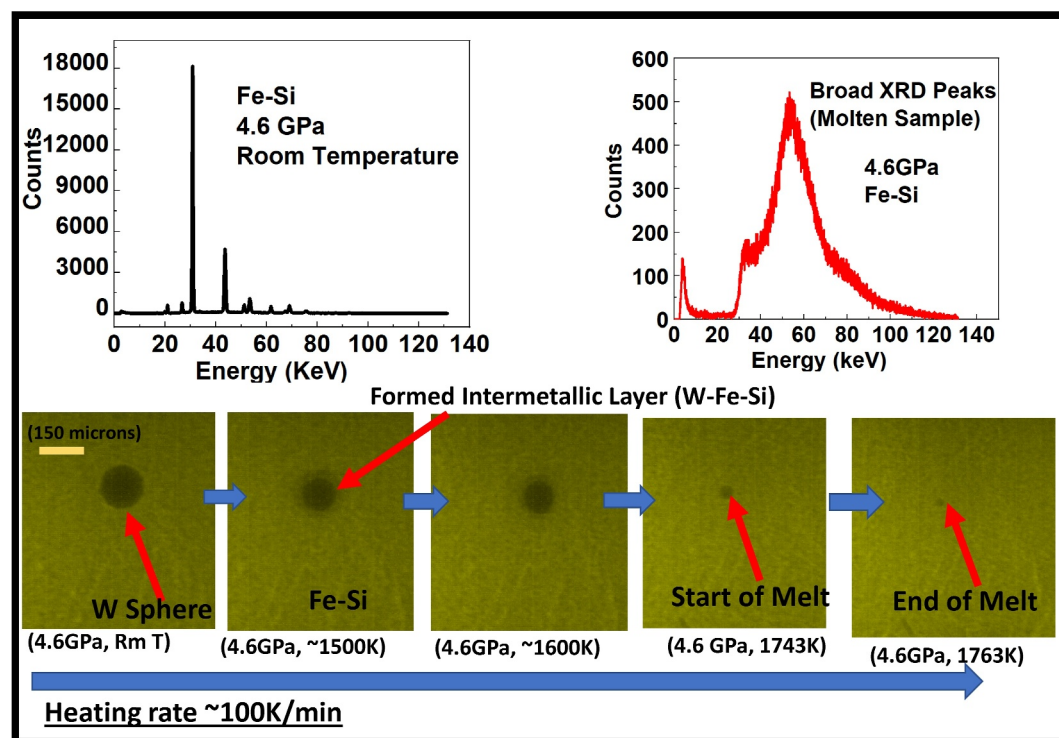 18000
15000
12000
9000
6000
3000
0
Counts
Fe-Si
4.6 GPa
Room Temperature
0 20 40 60 80 100 120 140
Energy (KeV)
600
500
400
300
200
100
0
Counts
Broad XRD Peaks
(Molten Sample)
4.6GPa
Fe-Si
0 20 40 60 80 100 120 140
Energy (keV)
Formed Intermetallic Layer (W-Fe-Si)
(150 microns)
W Sphere
Fe-Si
Start of Melt
End of Melt
(4.6GPa, Rm T)
(4.6GPa, ~1500K)
(4.6GPa, ~1600K)
(4.6 GPa, 1743K)
(4.6GPa, 1763K)
Heating rate ~100K/min